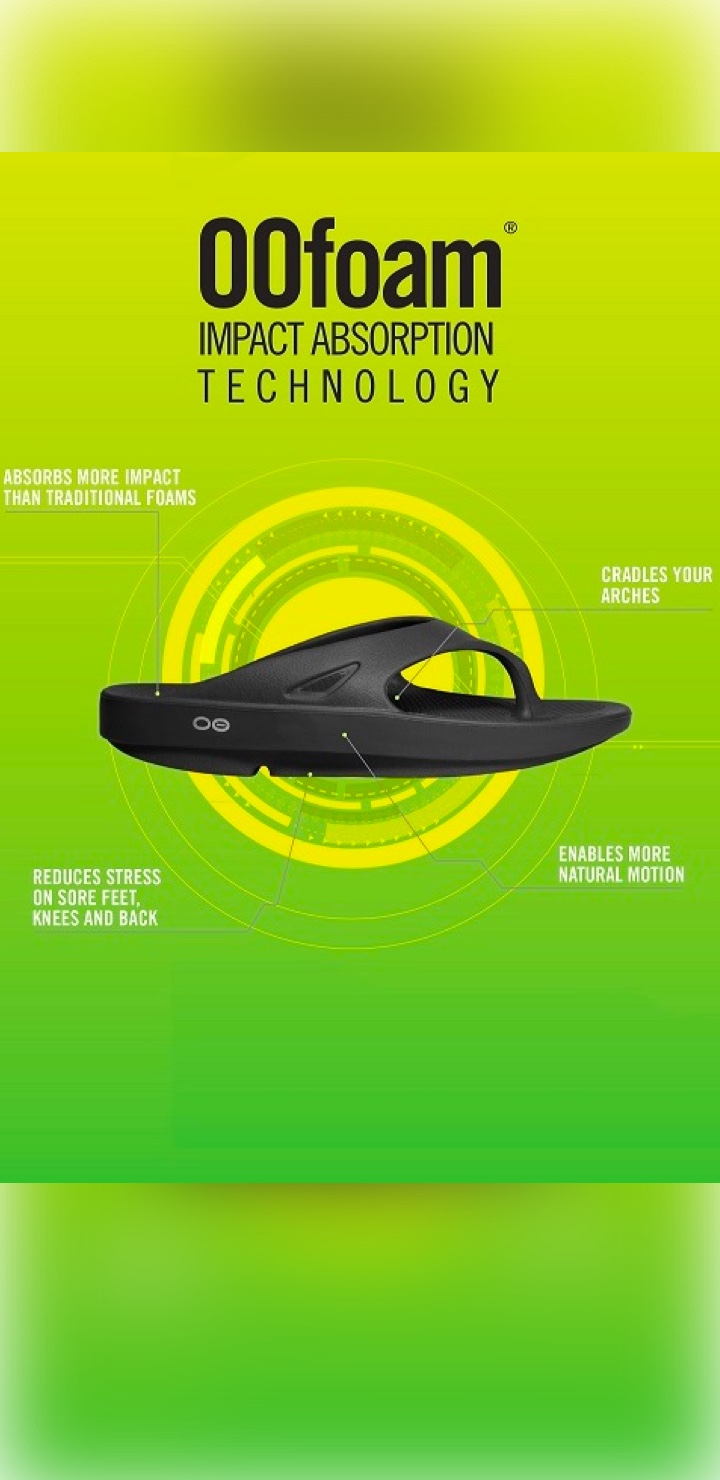 OOfoam®
IMPACT ABSORPTION
TECHNOLOGY
ABSORBS MORE IMPACT
THAN TRADITIONAL FOAMS
CRADLES YOUR
ARCHES
ENABLES MORE
NATURAL MOTION
REDUCES STRESS
ON SORE FEET,
KNEES AND BACK